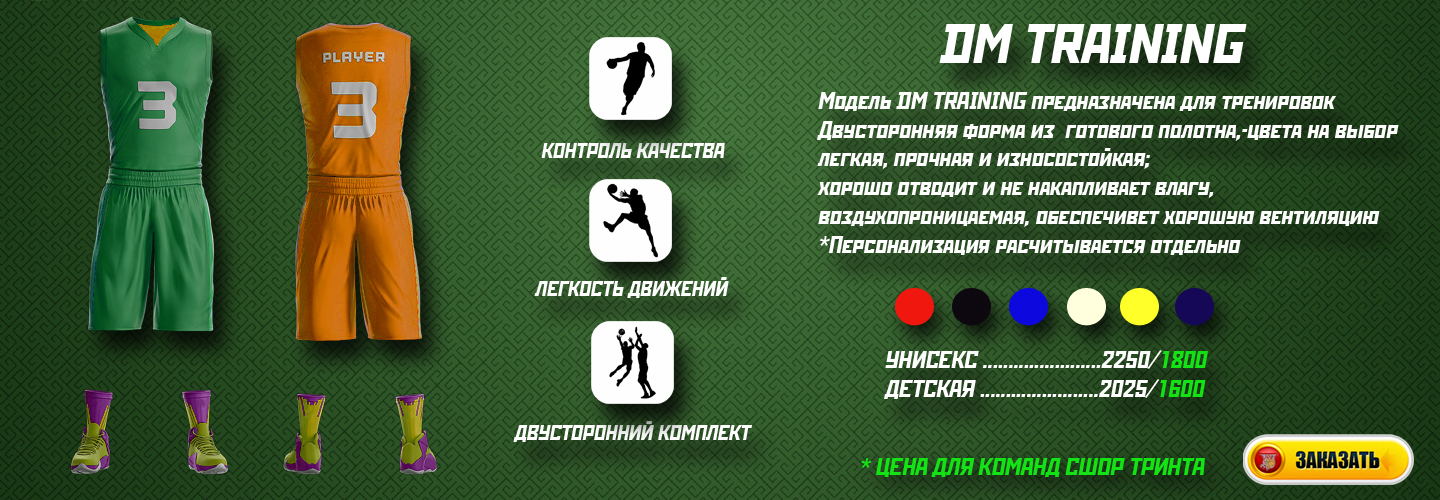 PLAYER
3
3
КОНТРОЛЬ КАЧЕСТВА
ЛЕГКОСТЬ ДВИЖЕНИЙ
ДВУСТОРОННИЙ КОМПЛЕКТ
DM TRAINING
Модель DM TRAINING предназначена для тренировок
Двусторонняя форма из готового полотна,-цвета на выбор
легкая, прочная и износостойкая;
хорошо отводит и не накапливает влагу,
воздухопроницаемая, обеспечивет хорошую вентиляцию
*Персонализация расчитывается отдельно
УНИСЕКС ......................2250/1800
ДЕТСКАЯ ......................2025/1600
* ЦЕНА ДЛЯ КОМАНД СШОР ТРИНТА
ЗАКАЗАТЬ